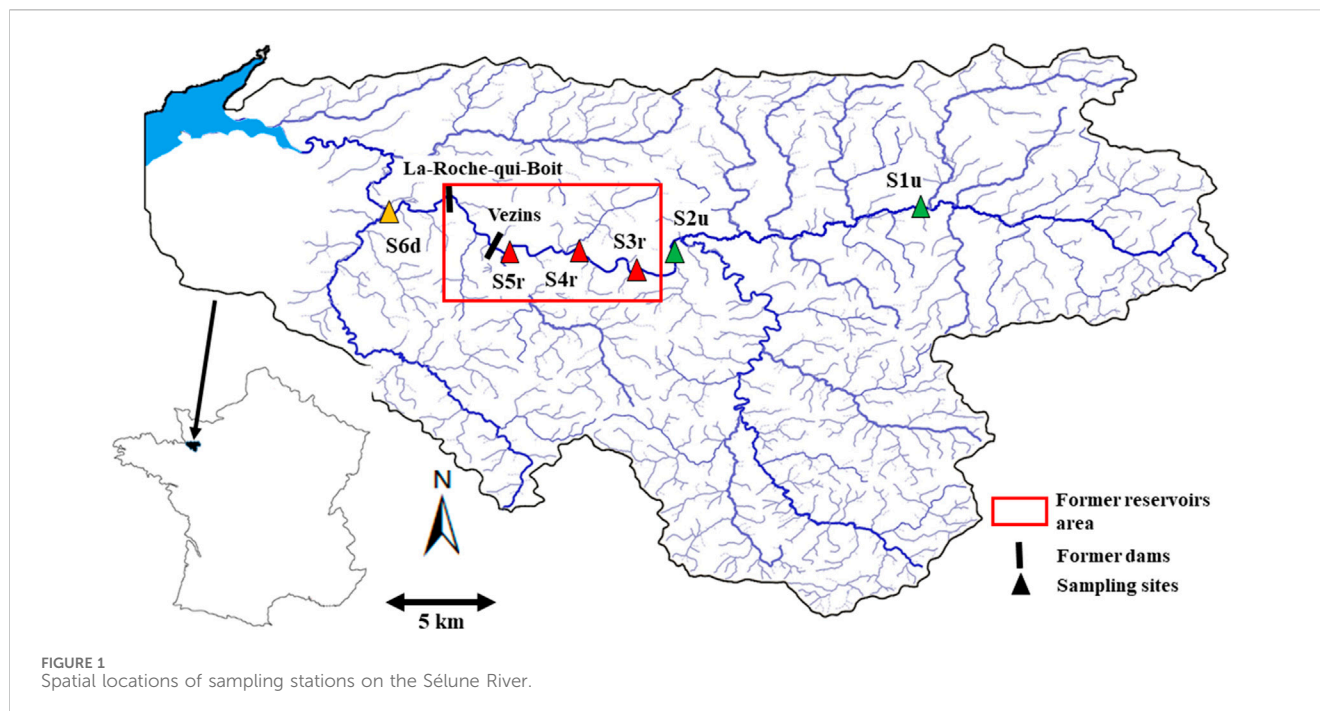 La-Roche-qui-Boit
S1u
Vezins
S2u
S6d
S3r
S5r
S4r
N
5 km
Former reservoirs
area
Former dams
Sampling sites
FIGURE 1
Spatial locations of sampling stations on the Sélune River.